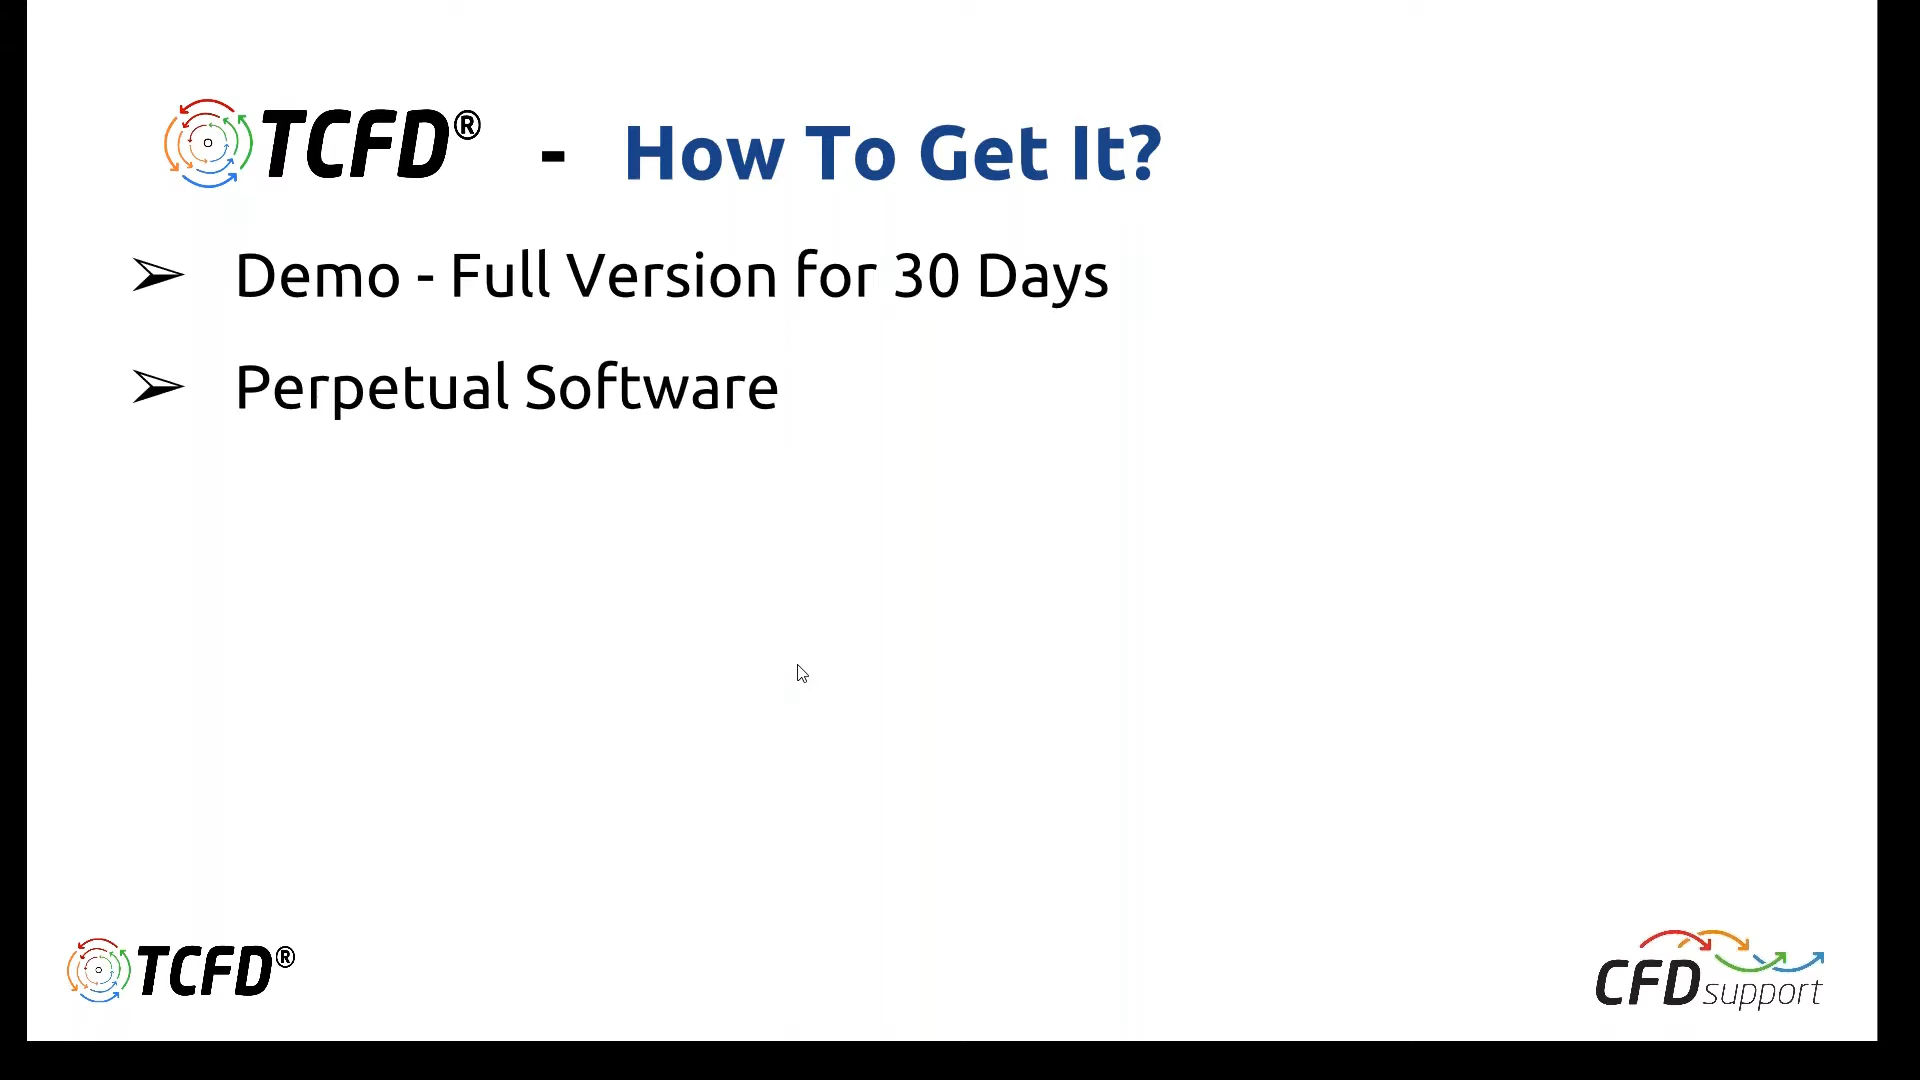 TCFD® - How To Get It?
➢ Demo - Full Version for 30 Days
➢ Perpetual Software
TCFD®
CFD support